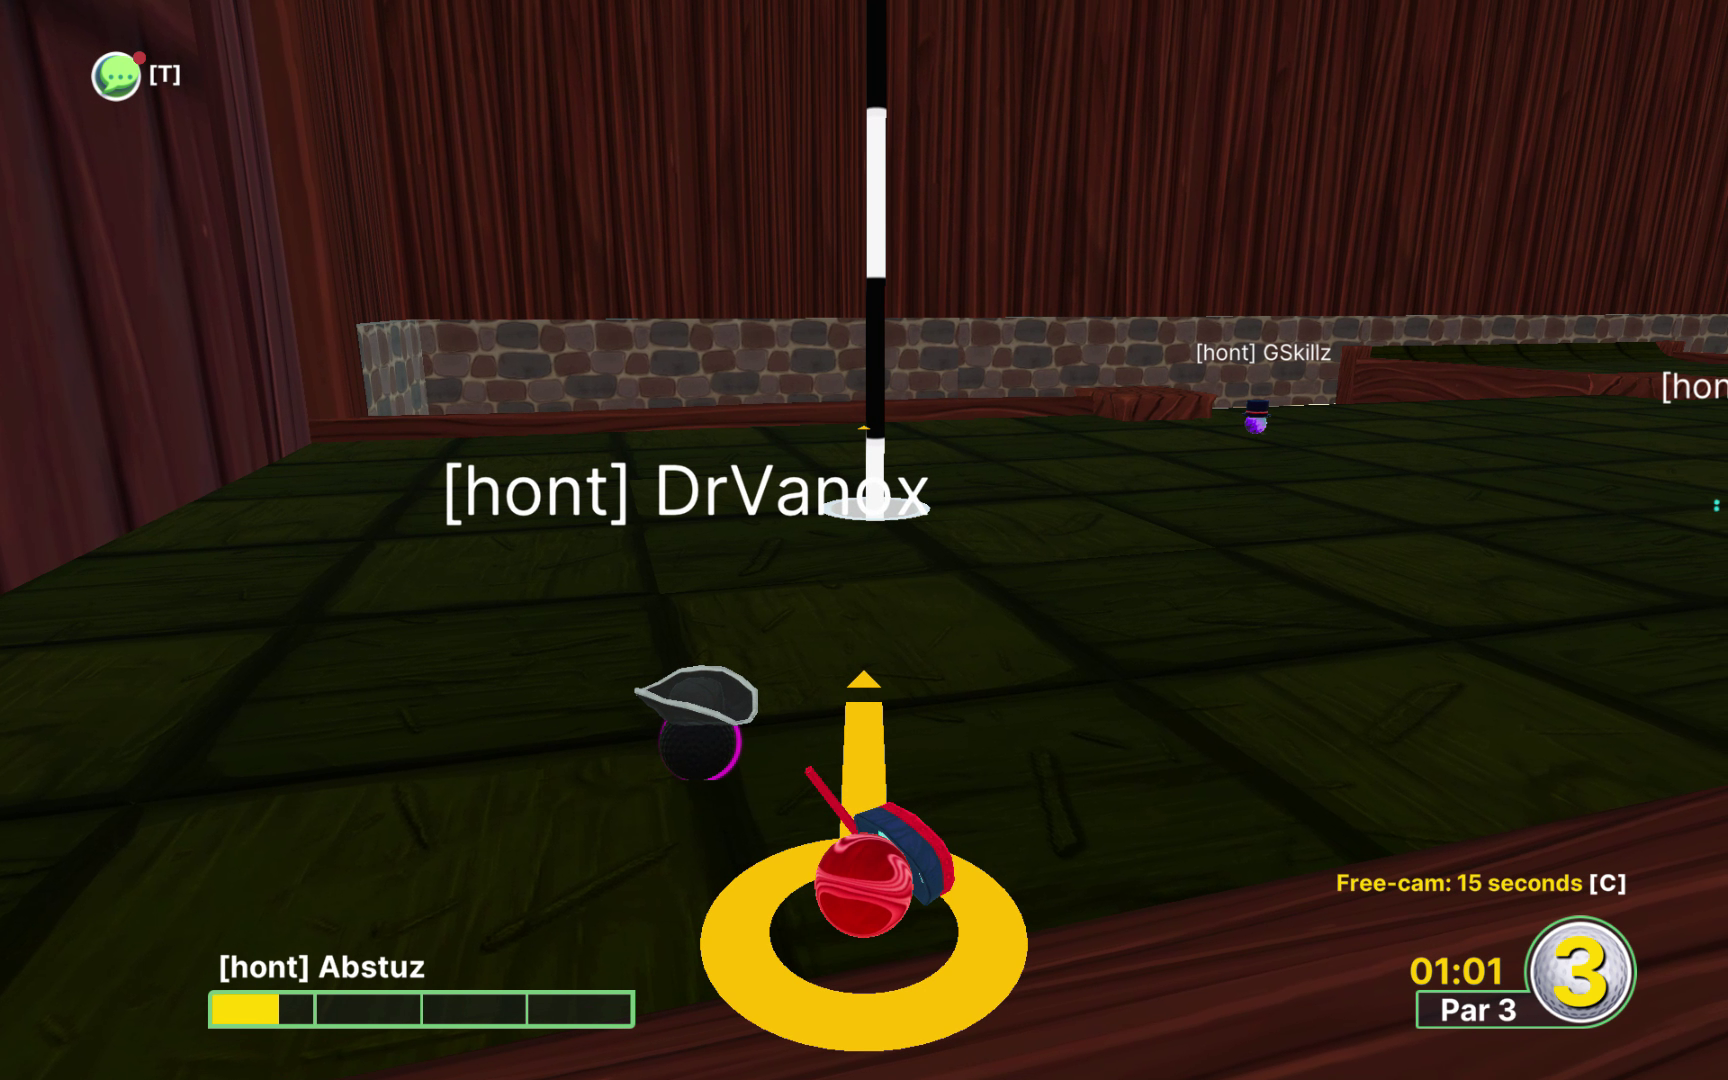 [T]
[hont] GSkillz
[hon
[hont] DrVanox
Free-cam: 15 seconds [C]
[hont] Abstuz
01:01
3
Par 3